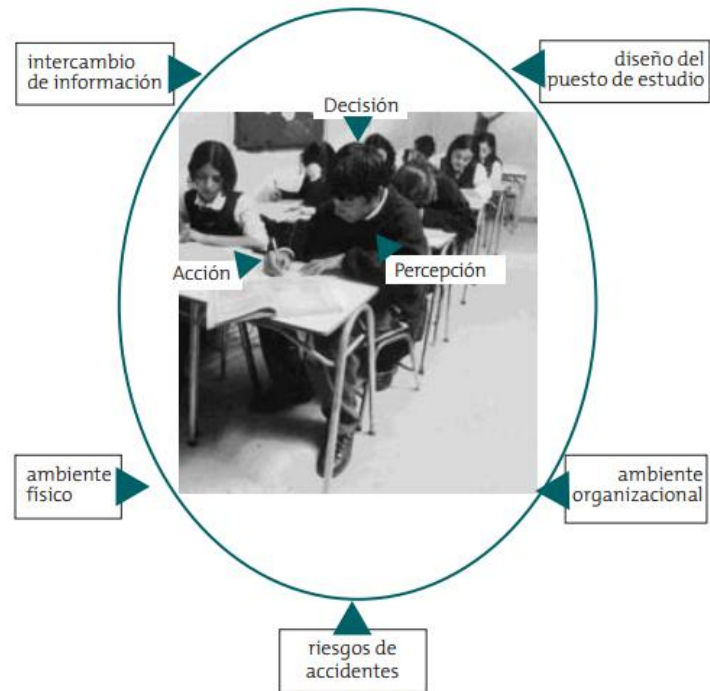 intercambio
de información
diseño del
puesto de estudio
Decisión
Acción
Percepción
ambiente
físico
ambiente
organizacional
riesgos de
accidentes